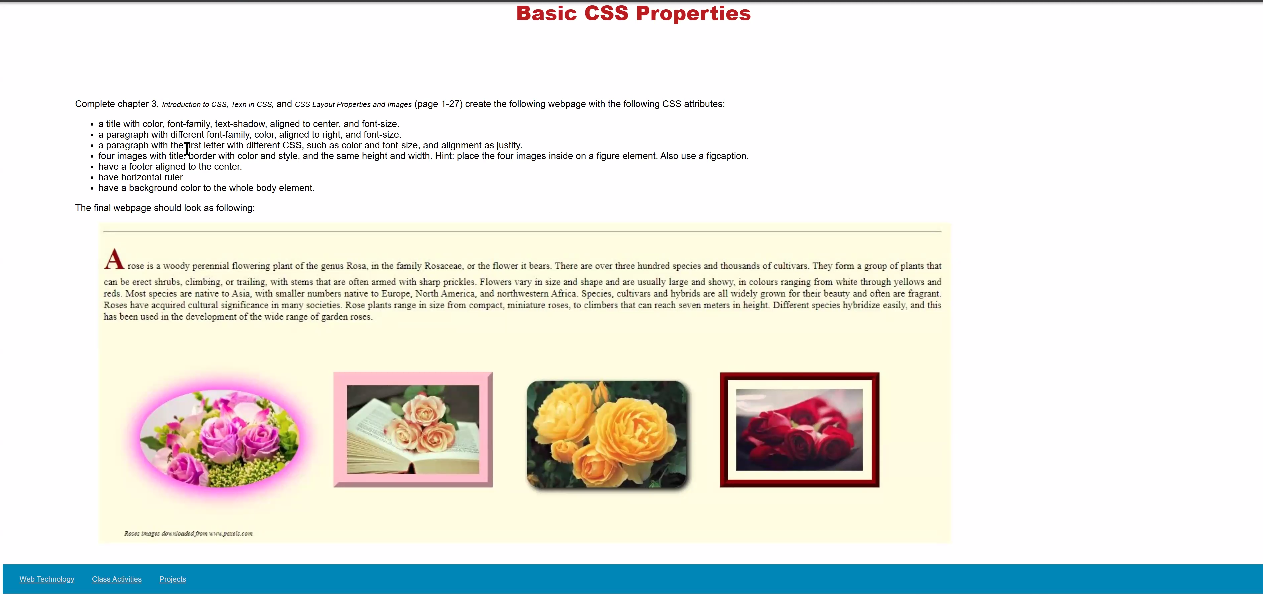 Basic CSS Properties
Complete chapter 3. Introduction to CSS, Text in CSS, and CSS Layout Properties and Images (page 1-27) create the following webpage with the following CSS attributes:
• a title with color, font-family, text-shadow, aligned to center, and font-size.
• a paragraph with different font-family, color, aligned to right, and font-size.
• a paragraph with the first letter with different CSS, such as color and font size, and alignment as justify.
• four images with title, border with color and style, and the same height and width. Hint: place the four images inside on a figure element. Also use a figcaption.
• have a footer aligned to the center.
• have horizontal ruler
• have a background color to the whole body element.
The final webpage should look as following:
A rose is a woody perennial flowering plant of the genus Rosa, in the family Rosaceae, or the flower it bears. There are over three hundred species and thousands of cultivars. They form a group of plants that
can be erect shrubs, climbing, or trailing, with stems that are often armed with sharp prickles. Flowers vary in size and shape and are usually large and showy, in colours ranging from white through yellows and
reds. Most species are native to Asia, with smaller numbers native to Europe, North America, and northwestern Africa. Species, cultivars and hybrids are all widely grown for their beauty and often are fragrant.
Roses have acquired cultural significance in many societies. Rose plants range in size from compact, miniature roses, to climbers that can reach seven meters in height. Different species hybridize easily, and this
has been used in the development of the wide range of garden roses.
Roses images downloaded from www.pexels.com
Web Technology Class Activities Projects